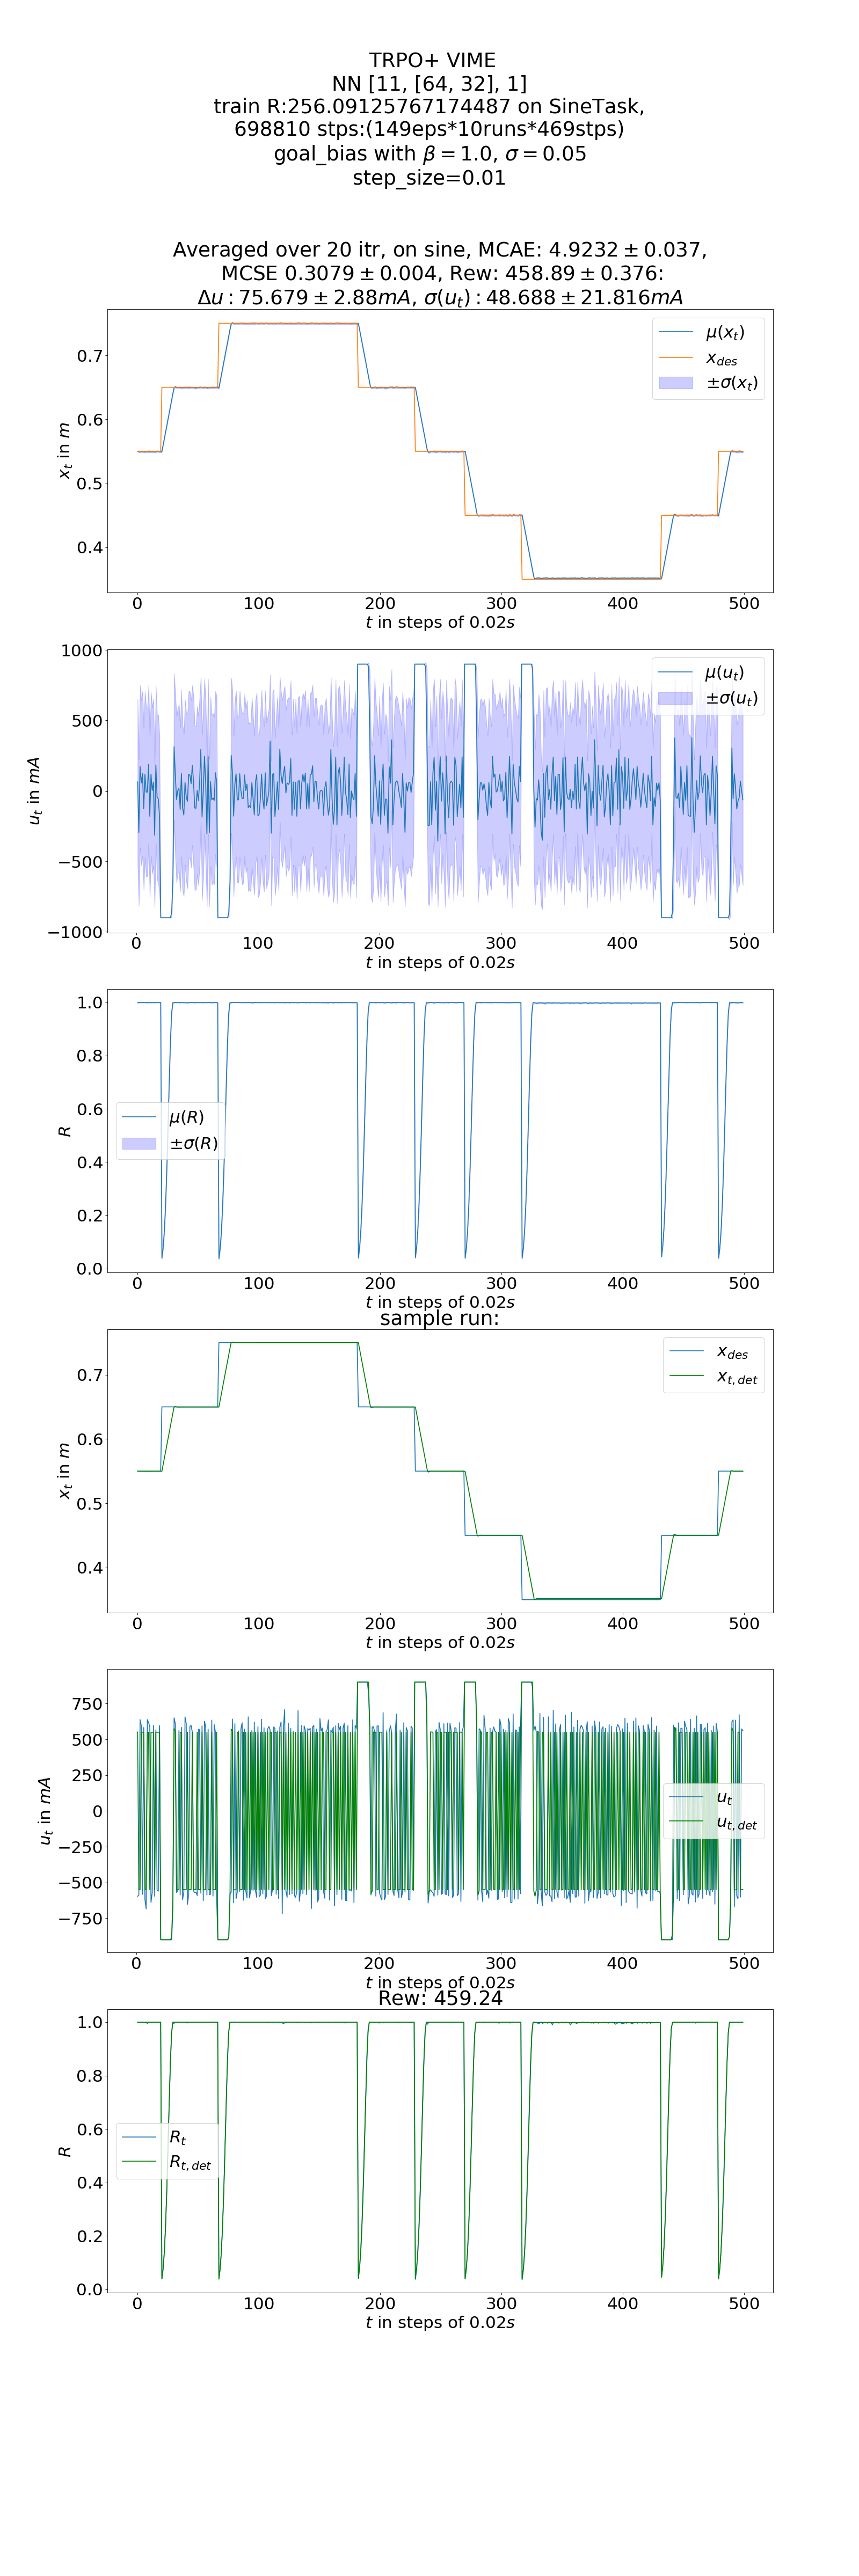 TRPO+ VIME
NN [11, [64, 32], 1]
train R:256.09125767174487 on SineTask,
698810 stps:(149eps*10runs*469stps)
goal_bias with β = 1.0, σ = 0.05
step_size=0.01
Averaged over 20 itr, on sine, MCAE: 4.9232 ± 0.037,
MCSE 0.3079 ± 0.004, Rew: 458.89 ± 0.376:
Δu : 75.679 ± 2.88mA, σ(u_t) : 48.688 ± 21.816mA
μ(x_t)
x_des
±σ(x_t)
0.7
0.6
0.5
0.4
x_t in m
0 100 200 300 400 500
t in steps of 0.02s
μ(u_t)
±σ(u_t)
1000
500
0
−500
−1000
u_t in mA
0 100 200 300 400 500
t in steps of 0.02s
1.0
0.8
0.6
0.4
0.2
0.0
R
μ(R)
±σ(R)
0 100 200 300 400 500
t in steps of 0.02s
sample run:
x_des
x_t,det
0.7
0.6
0.5
0.4
x_t in m
0 100 200 300 400 500
t in steps of 0.02s
750
500
250
0
−250
−500
−750
u_t in mA
u_t
u_t,det
0 100 200 300 400 500
t in steps of 0.02s
Rew: 459.24
1.0
0.8
0.6
0.4
0.2
0.0
R
R_t
R_t,det
0 100 200 300 400 500
t in steps of 0.02s